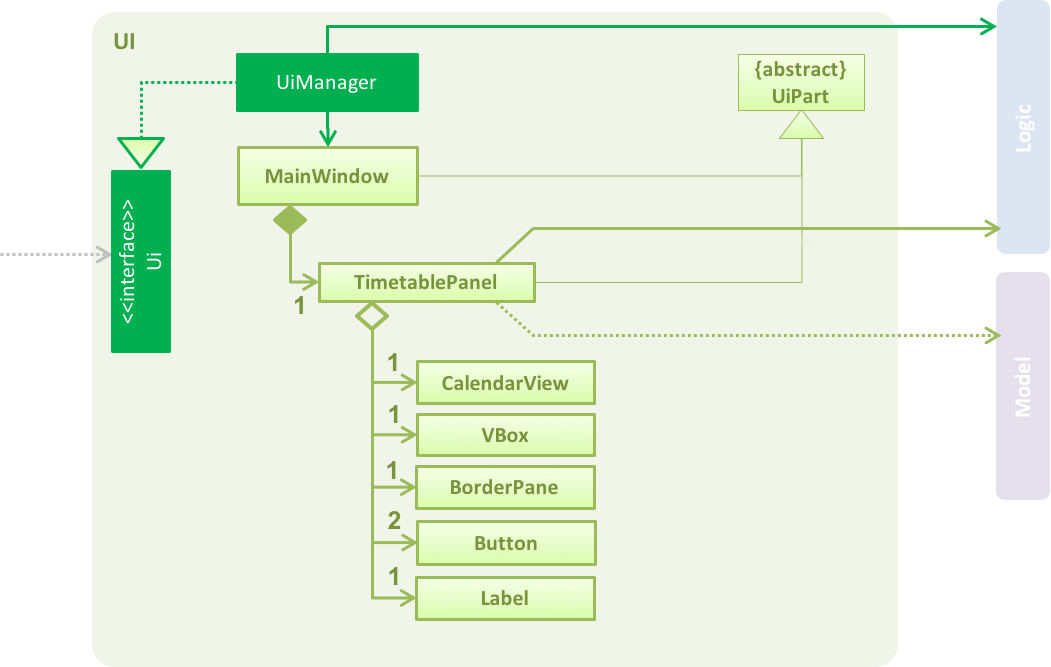 UI
UiManager
{abstract}
UiPart
Logic
MainWindow
<<interface>>
Ui
TimetablePanel
1
1
CalendarView
Model
1
VBox
1
BorderPane
2
Button
1
Label